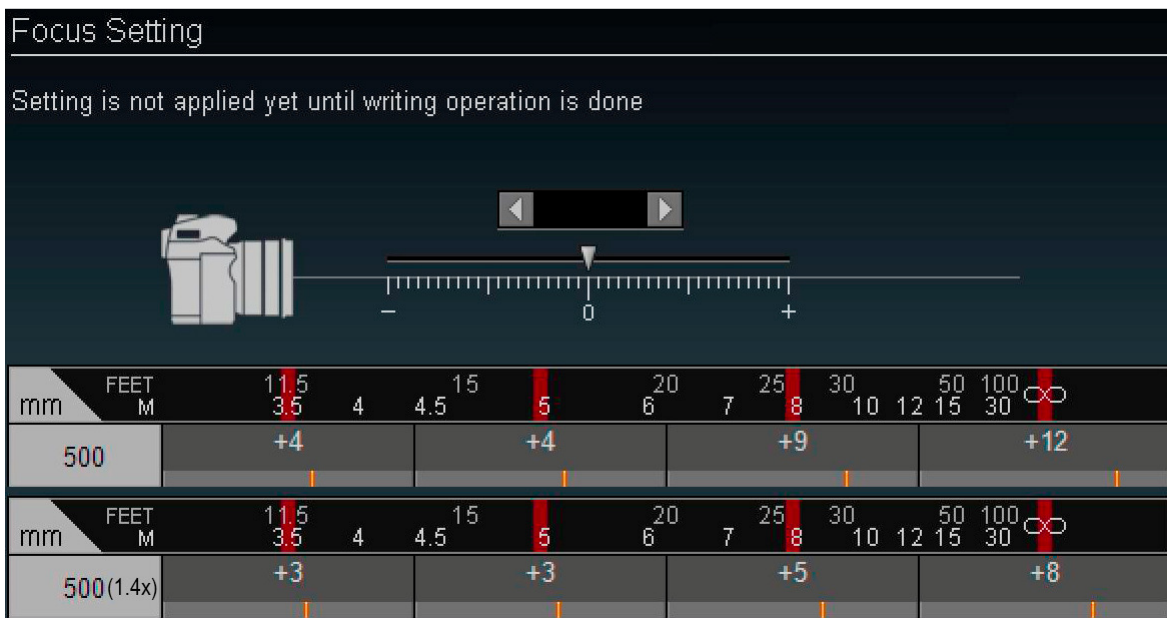 Focus Setting
Setting is not applied yet until writing operation is done
− 0 +
FEET 11.5 15 20 25 30 50 100
mm M 3.5 4 4.5 5 6 7 8 10 12 15 30 ∞
500 +4 +4 +9 +12
FEET 11.5 15 20 25 30 50 100
mm M 3.5 4 4.5 5 6 7 8 10 12 15 30 ∞
500(1.4x) +3 +3 +5 +8